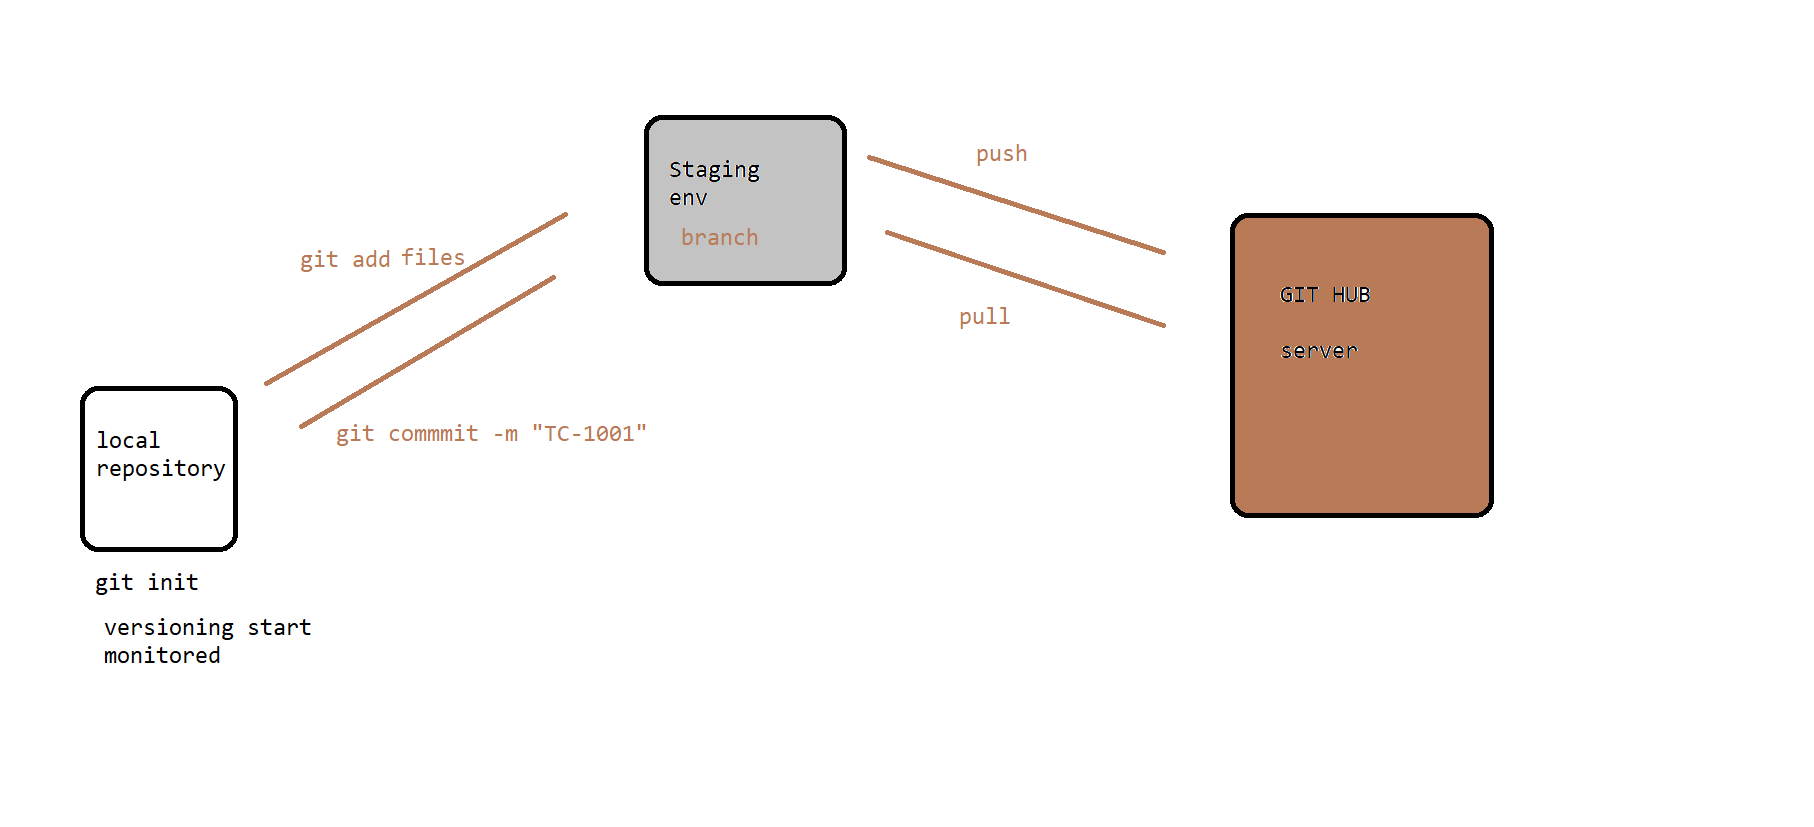 Staging
env
branch
push
pull
git add files
git commmit -m "TC-1001"
local
repository
git init
versioning start
monitored
GIT HUB
server